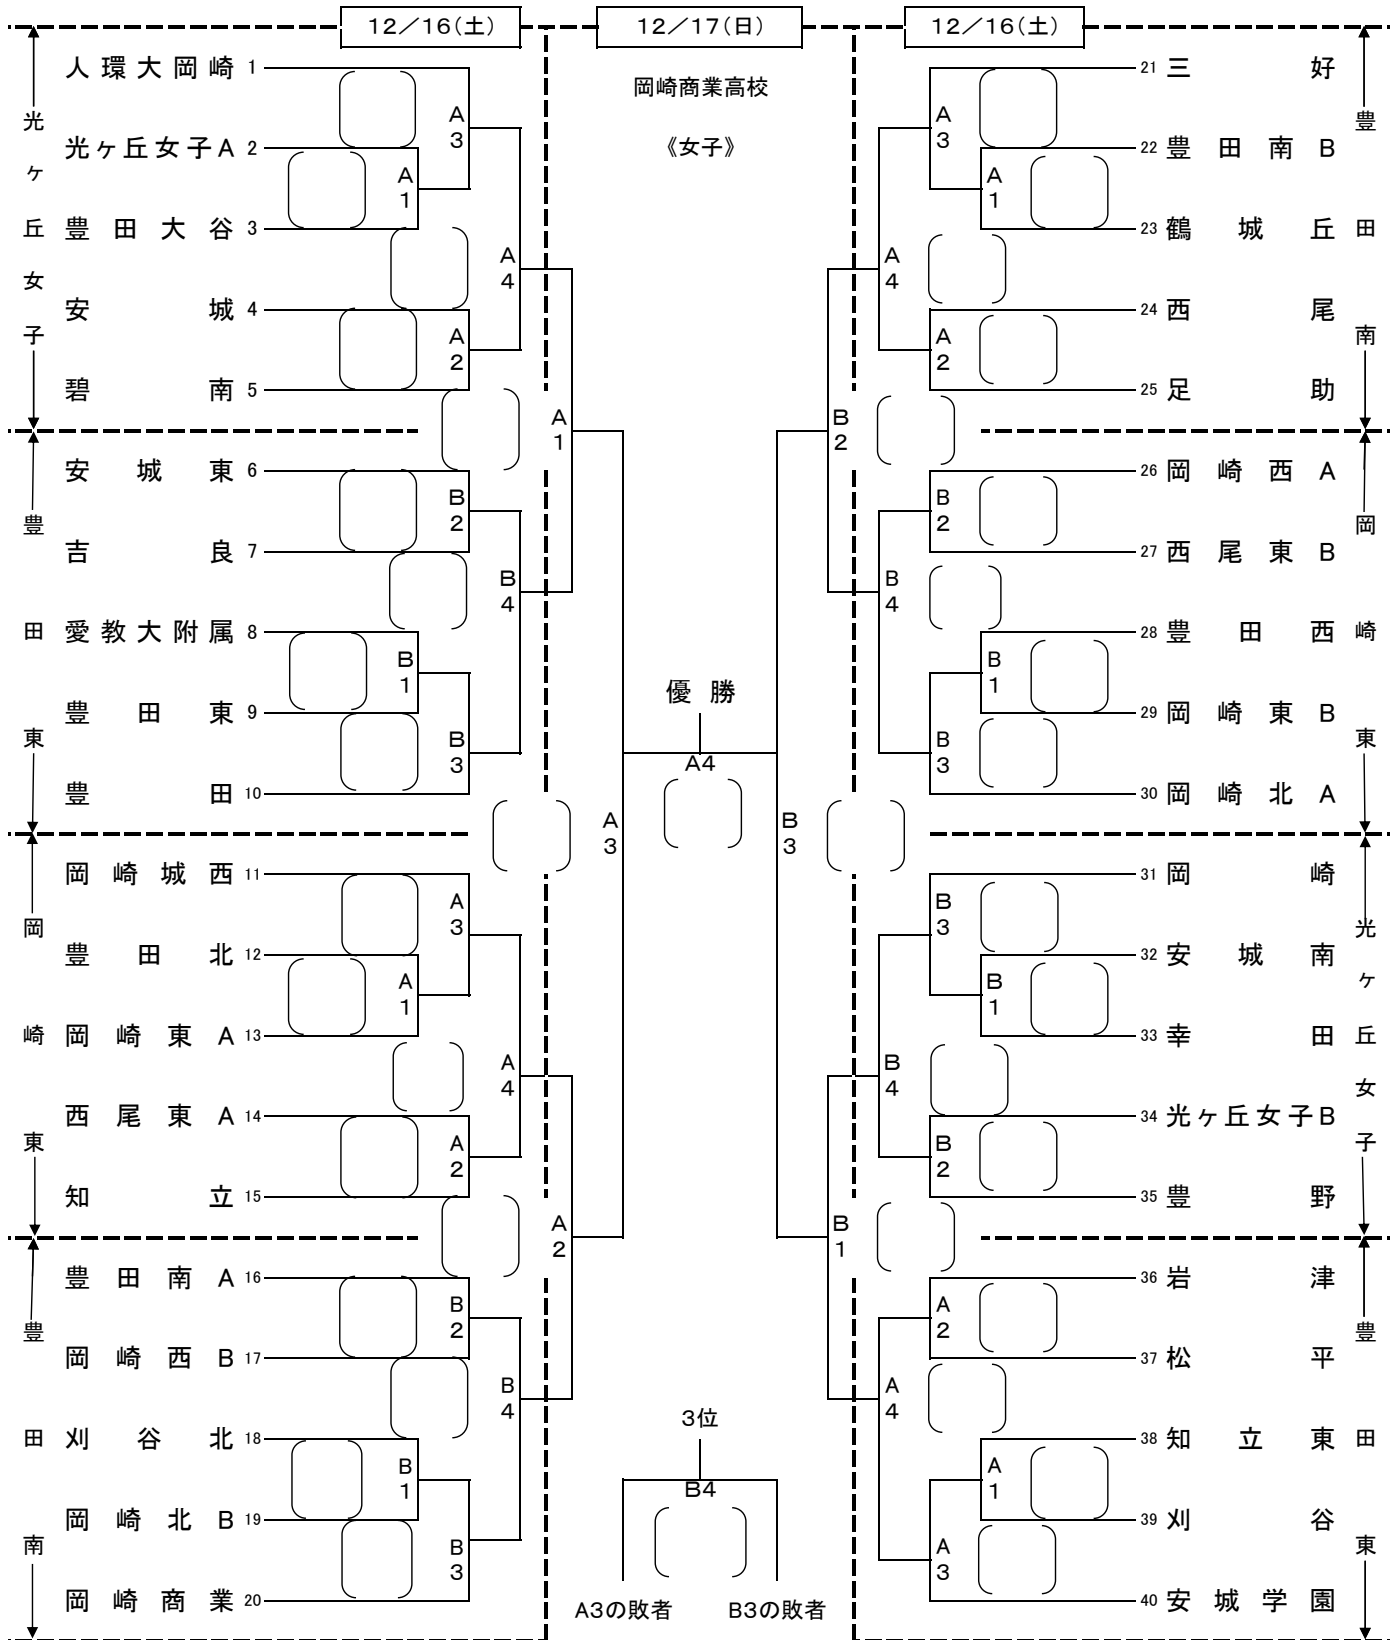 12/16(土)
12/17(日)
12/16(土)
岡崎商業高校
《女子》
光ヶ丘女子
人環大岡崎 1
光ヶ丘女子A 2
豊田大谷 3
安城 4
碧南 5
A3
A1
A4
A2
A1
豊田東
安城東 6
吉良 7
愛教大附属 8
豊田東 9
豊田 10
B2
B4
B1
B3
岡崎東
岡崎城西 11
豊田北 12
岡崎東A 13
西尾東A 14
知立 15
A3
A1
A4
A2
A2
豊田南
豊田南A 16
岡崎西B 17
刈谷北 18
岡崎北B 19
岡崎商業 20
B2
B4
B1
B3
A3
優勝
A4
B3
3位
B4
A3の敗者
B3の敗者
21 三好
22 豊田南B
23 鶴城丘
24 西尾
25 足助
豊田南
A3
A1
A4
A2
B2
26 岡崎西A
27 西尾東B
28 豊田西
29 岡崎東B
30 岡崎北A
岡崎東
B2
B4
B1
B3
31 岡崎
32 安城南
33 幸田
34 光ヶ丘女子B
35 豊野
光ヶ丘女子
B3
B1
B4
B2
B1
36 岩津
37 松平
38 知立東
39 刈谷
40 安城学園
豊田東
A2
A4
A1
A3